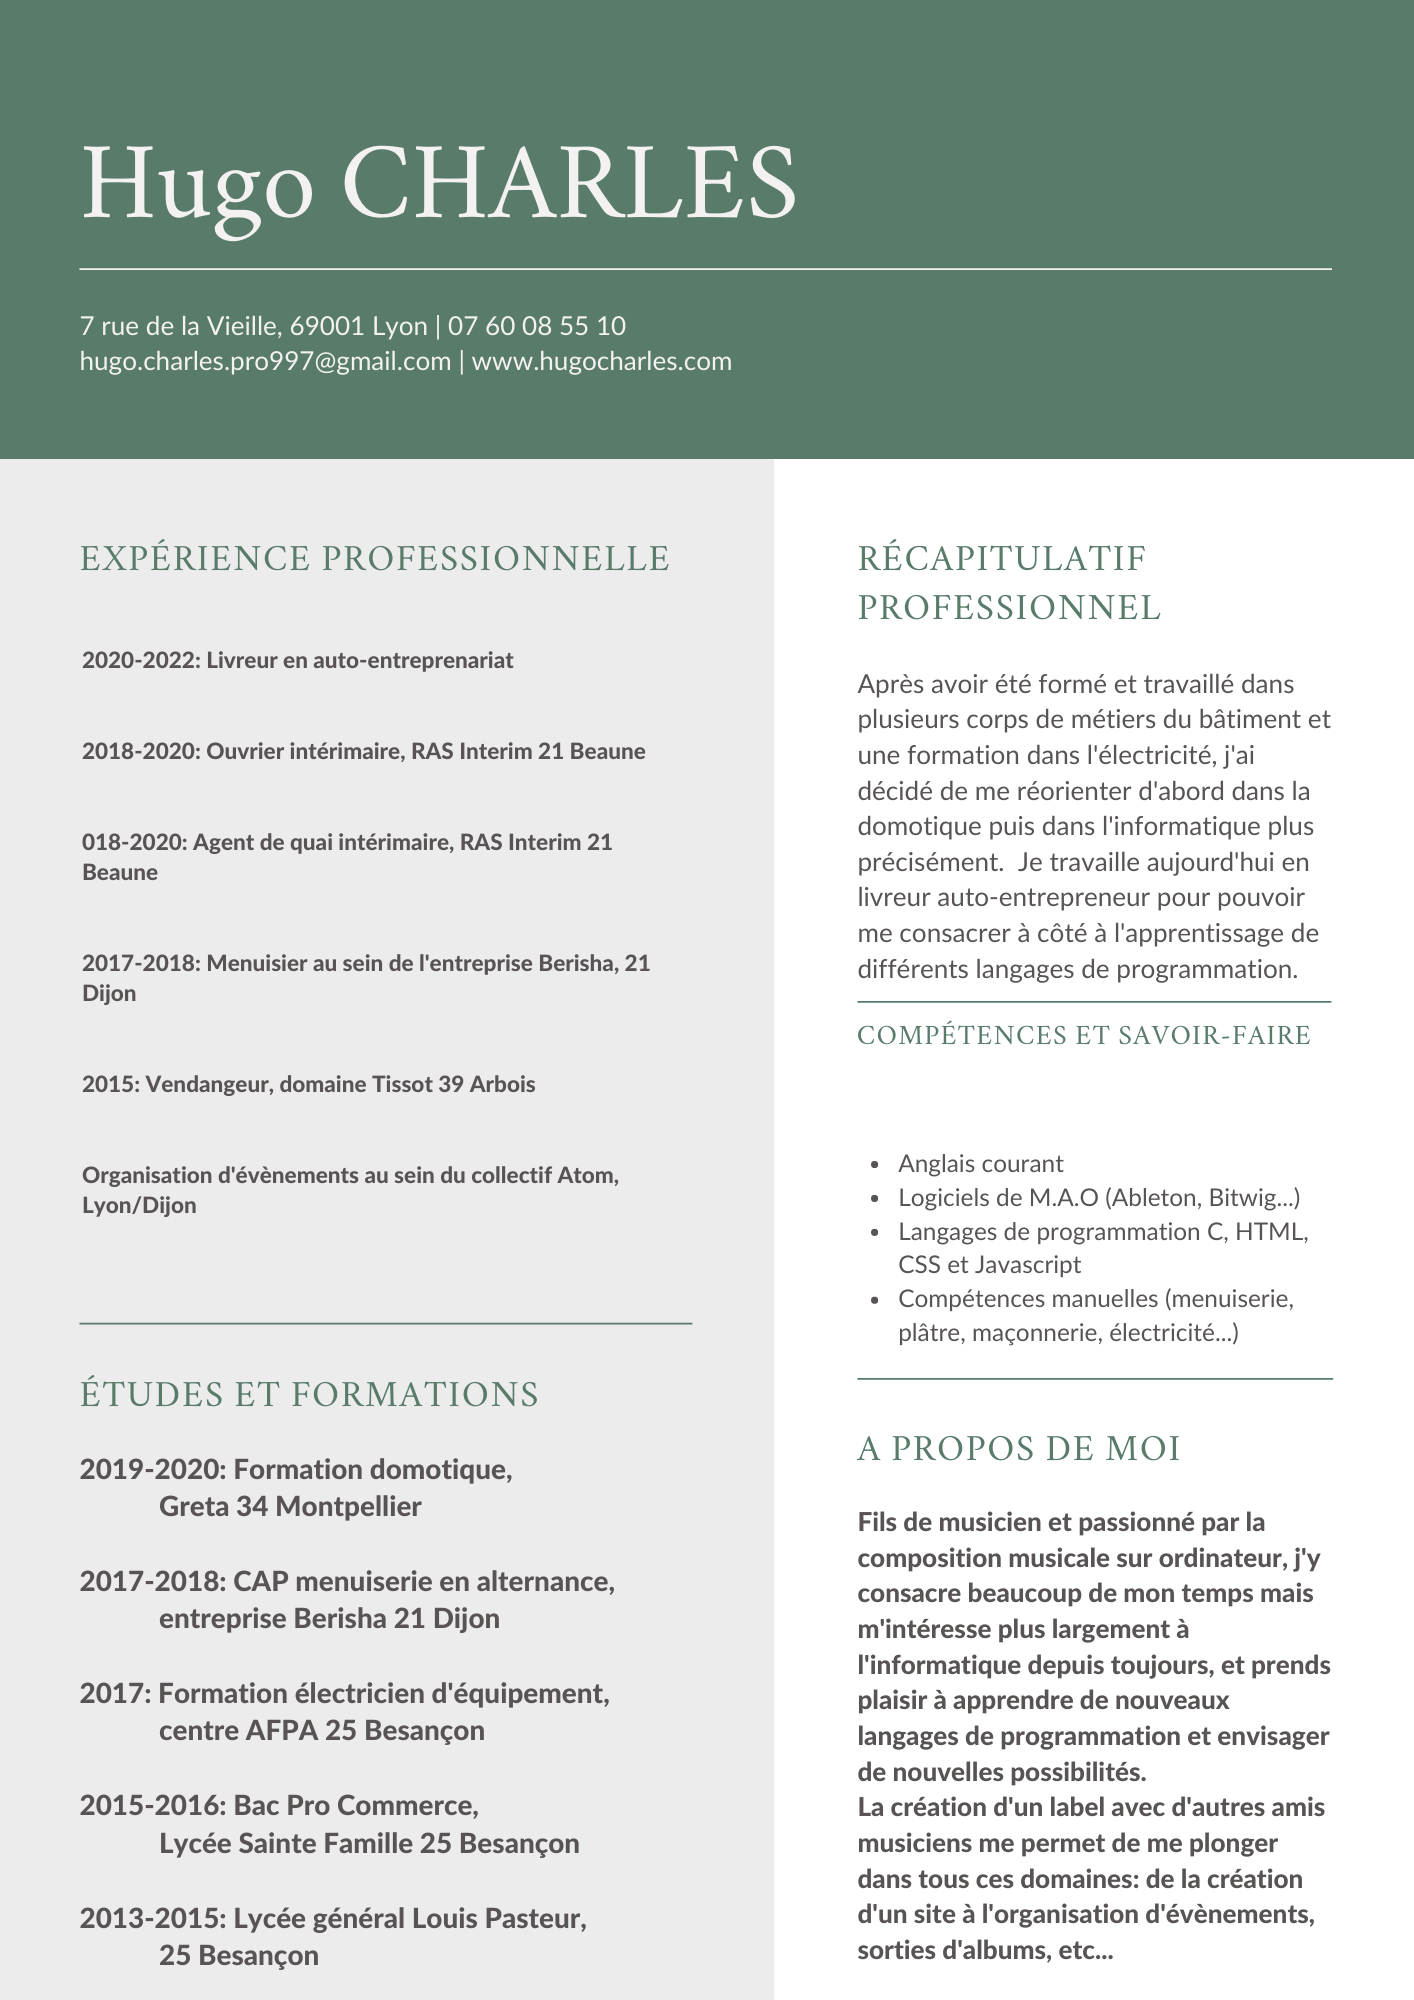 Hugo CHARLES
7 rue de la Vieille, 69001 Lyon | 07 60 08 55 10
hugo.charles.pro997@gmail.com | www.hugocharles.com
EXPÉRIENCE PROFESSIONNELLE
2020-2022: Livreur en auto-entreprenariat
2018-2020: Ouvrier intérimaire, RAS Interim 21 Beaune
018-2020: Agent de quai intérimaire, RAS Interim 21
Beaune
2017-2018: Menuisier au sein de l'entreprise Berisha, 21
Dijon
2015: Vendangeur, domaine Tissot 39 Arbois
Organisation d'évènements au sein du collectif Atom,
Lyon/Dijon
ÉTUDES ET FORMATIONS
2019-2020: Formation domotique,
Greta 34 Montpellier
2017-2018: CAP menuiserie en alternance,
entreprise Berisha 21 Dijon
2017: Formation électricien d'équipement,
centre AFPA 25 Besançon
2015-2016: Bac Pro Commerce,
Lycée Sainte Famille 25 Besançon
2013-2015: Lycée général Louis Pasteur,
25 Besançon
RÉCAPITULATIF
PROFESSIONNEL
Après avoir été formé et travaillé dans
plusieurs corps de métiers du bâtiment et
une formation dans l'électricité, j'ai
décidé de me réorienter d'abord dans la
domotique puis dans l'informatique plus
précisément.  Je travaille aujourd'hui en
livreur auto-entrepreneur pour pouvoir
me consacrer à côté à l'apprentissage de
différents langages de programmation.
COMPÉTENCES ET SAVOIR-FAIRE
• Anglais courant
• Logiciels de M.A.O (Ableton, Bitwig...)
• Langages de programmation C, HTML,
CSS et Javascript
• Compétences manuelles (menuiserie,
plâtre, maçonnerie, électricité...)
A PROPOS DE MOI
Fils de musicien et passionné par la
composition musicale sur ordinateur, j'y
consacre beaucoup de mon temps mais
m'intéresse plus largement à
l'informatique depuis toujours, et prends
plaisir à apprendre de nouveaux
langages de programmation et envisager
de nouvelles possibilités.
La création d'un label avec d'autres amis
musiciens me permet de me plonger
dans tous ces domaines: de la création
d'un site à l'organisation d'évènements,
sorties d'albums, etc...